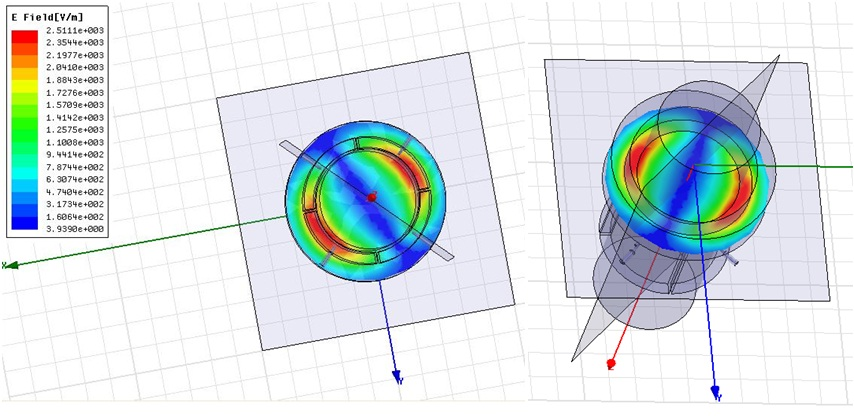 E Field[V/m]
2.5111e+003
2.3544e+003
2.1977e+003
2.0410e+003
1.8843e+003
1.7276e+003
1.5709e+003
1.4142e+003
1.2575e+003
1.1008e+003
9.4414e+002
7.8744e+002
6.3074e+002
4.7404e+002
3.1734e+002
1.6064e+002
3.9390e+000
X
Y
Y